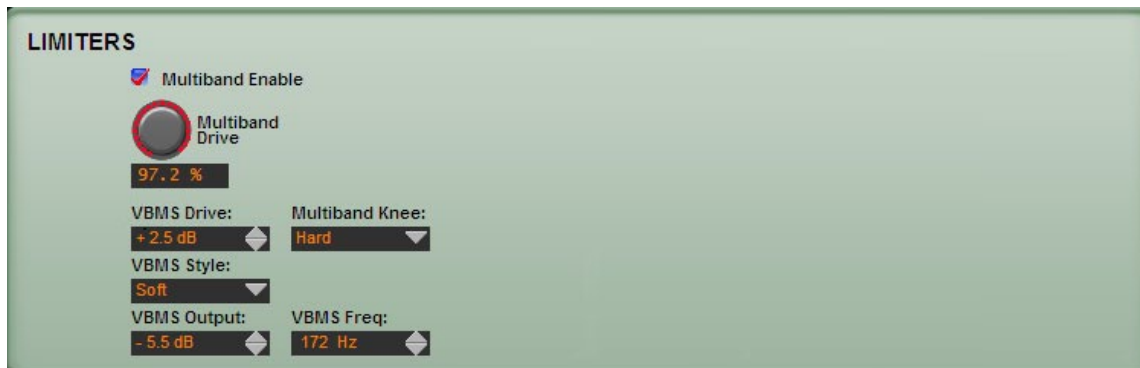 LIMITERS
Multiband Enable
Multiband
Drive
97.2 %
VBMS Drive: Multiband Knee:
+ 2.5 dB Hard
VBMS Style:
Soft
VBMS Output: VBMS Freq:
- 5.5 dB 172 Hz